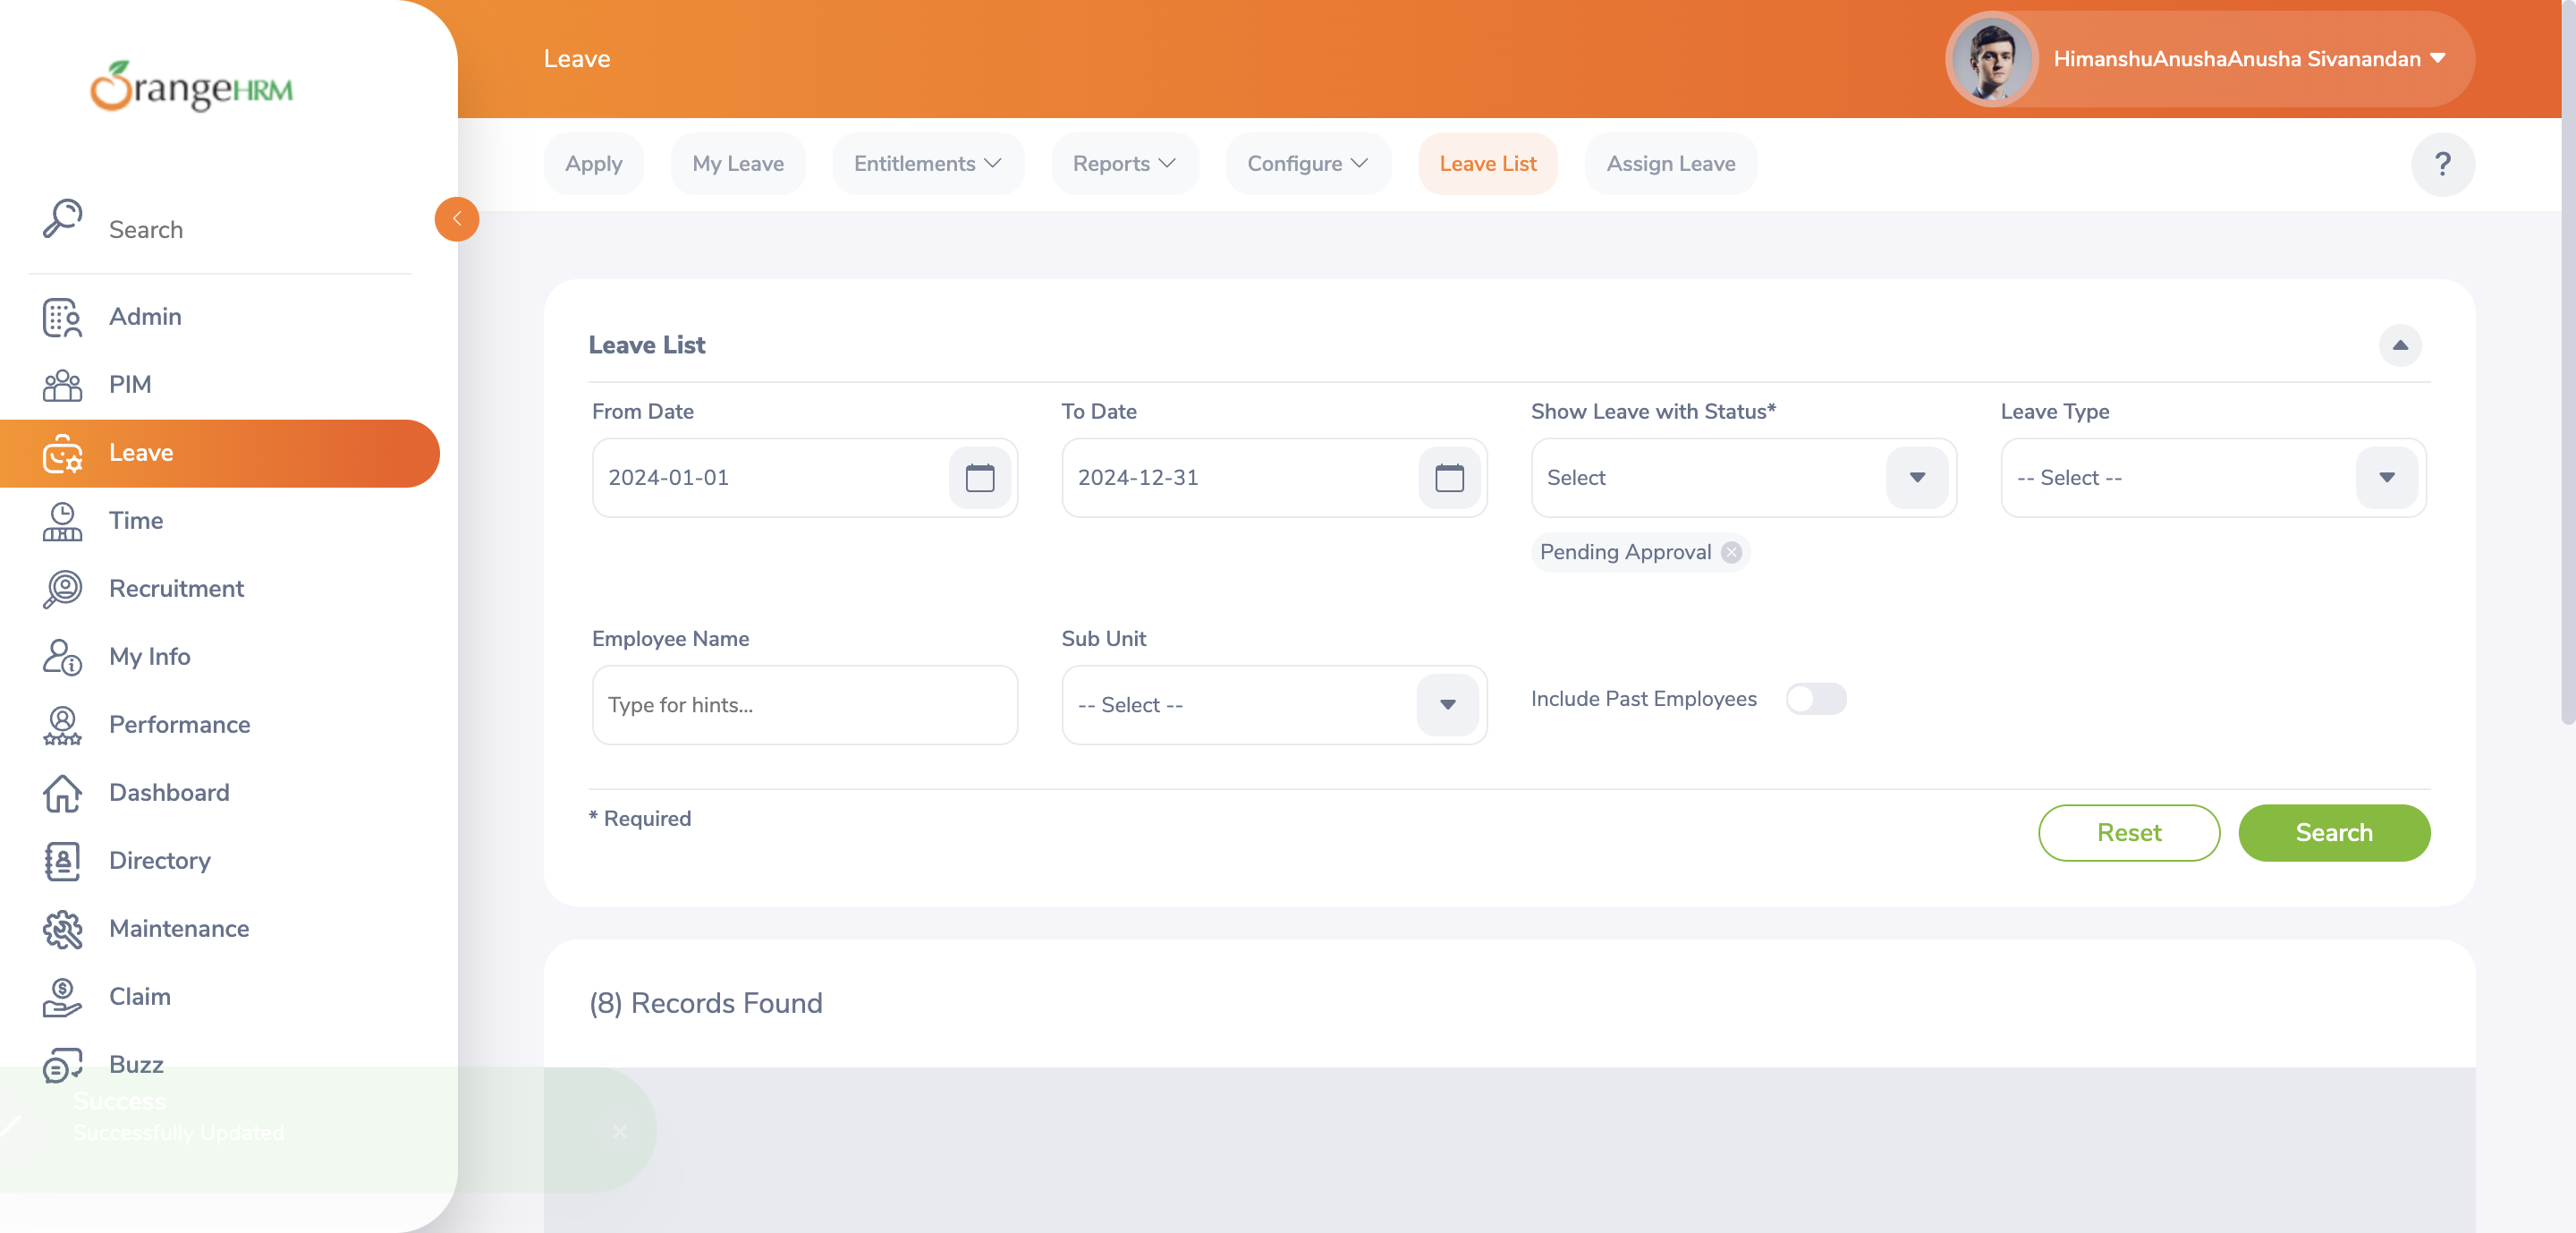 OrangeHRM
Leave
HimanshuAnushaAnusha Sivanandan
Apply
My Leave
Entitlements
Reports
Configure
Leave List
Assign Leave
?
Search
Admin
PIM
Leave
Time
Recruitment
My Info
Performance
Dashboard
Directory
Maintenance
Claim
Buzz
Leave List
From Date
To Date
Show Leave with Status*
Leave Type
2024-01-01
2024-12-31
Select
-- Select --
Pending Approval
Employee Name
Sub Unit
Type for hints...
-- Select --
Include Past Employees
* Required
Reset
Search
(8) Records Found
Success
Successfully Updated